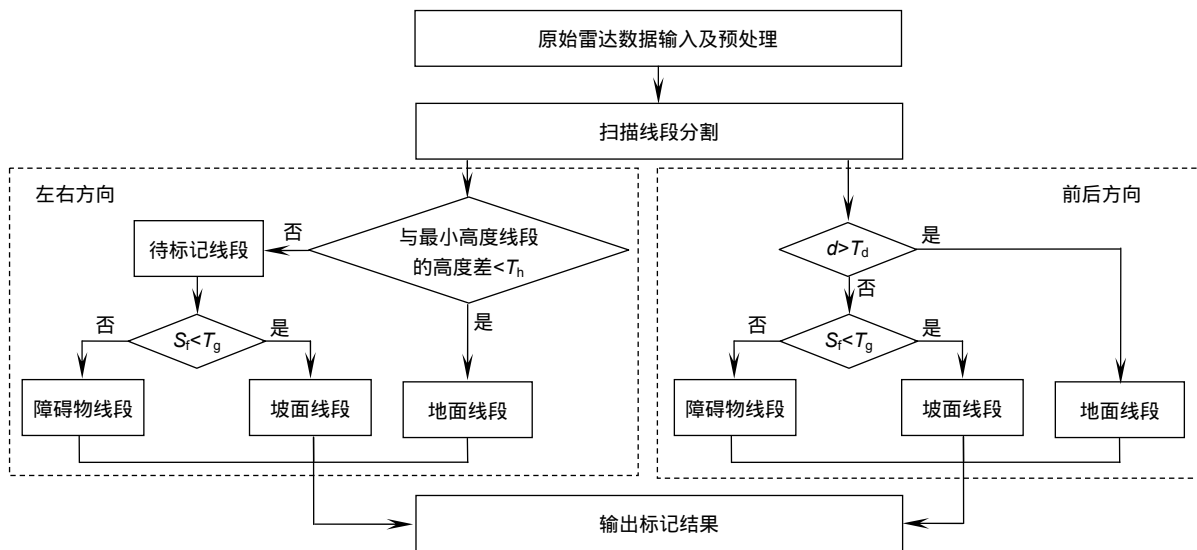 原始雷达数据输入及预处理
扫描线段分割
左右方向
与最小高度线段
的高度差<Th
否
待标记线段
是
Sf<Tg
否
是
障碍物线段
坡面线段
地面线段
前后方向
d>Td
是
否
Sf<Tg
否
是
障碍物线段
坡面线段
地面线段
输出标记结果